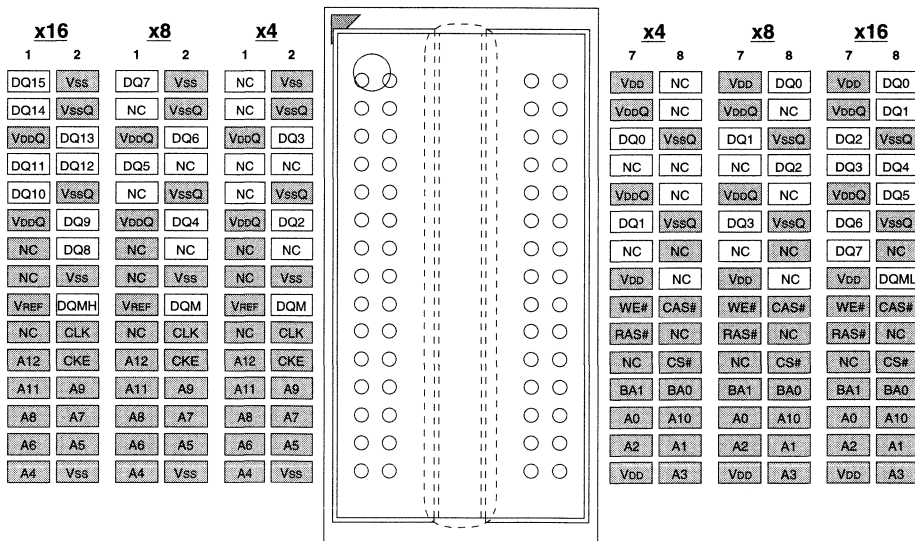 x16 x8 x4 x4 x8 x16
1 2 1 2 1 2 7 8 7 8 7 8
DQ15 Vss DQ7 Vss NC Vss VDD NC VDD DQ0 VDD DQ0
DQ14 VssQ NC VssQ NC VssQ VDDQ NC VDDQ NC VDDQ DQ1
VDDQ DQ13 VDDQ DQ6 VDDQ DQ3 DQ0 VssQ DQ1 VssQ DQ2 VssQ
DQ11 DQ12 DQ5 NC NC NC NC NC NC DQ2 DQ3 DQ4
DQ10 VssQ NC VssQ NC VssQ VDDQ NC VDDQ NC VDDQ DQ5
VDDQ DQ9 VDDQ DQ4 VDDQ DQ2 DQ1 VssQ DQ3 VssQ DQ6 VssQ
NC DQ8 NC NC NC NC NC NC NC NC DQ7 NC
NC Vss NC Vss NC Vss VDD NC VDD NC VDD DQML
VREF DQMH VREF DQM VREF DQM WE# CAS# WE# CAS# WE# CAS#
NC CLK NC CLK NC CLK RAS# NC RAS# NC RAS# NC
A12 CKE A12 CKE A12 CKE NC CS# NC CS# NC CS#
A11 A9 A11 A9 A11 A9 BA1 BA0 BA1 BA0 BA1 BA0
A8 A7 A8 A7 A8 A7 A0 A10 A0 A10 A0 A10
A6 A5 A6 A5 A6 A5 A2 A1 A2 A1 A2 A1
A4 Vss A4 Vss A4 Vss VDD A3 VDD A3 VDD A3